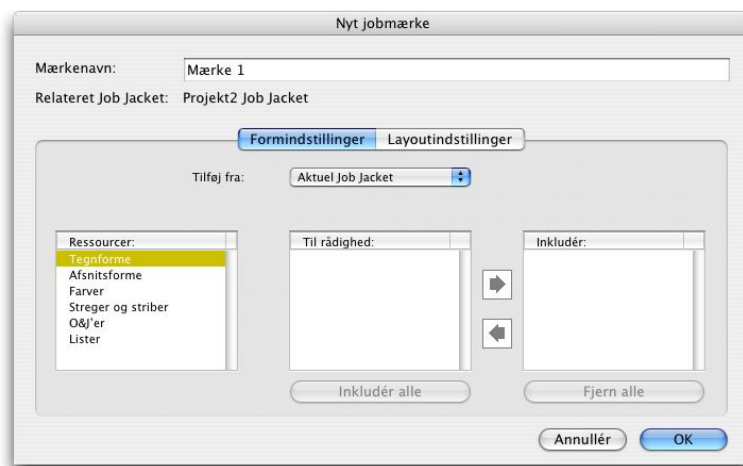 Nyt jobmærke
Mærkenavn: Mærke 1
Relateret Job Jacket: Projekt2 Job Jacket
Formindstillinger Layoutindstillinger
Tilføj fra: Aktuel Job Jacket
Ressourcer: Til rådighed: Inkludér:
Tegnforme
Afsnitsforme
Farver
Streger og striber
O&J'er
Lister
Inkludér alle Fjern alle
Annullér OK